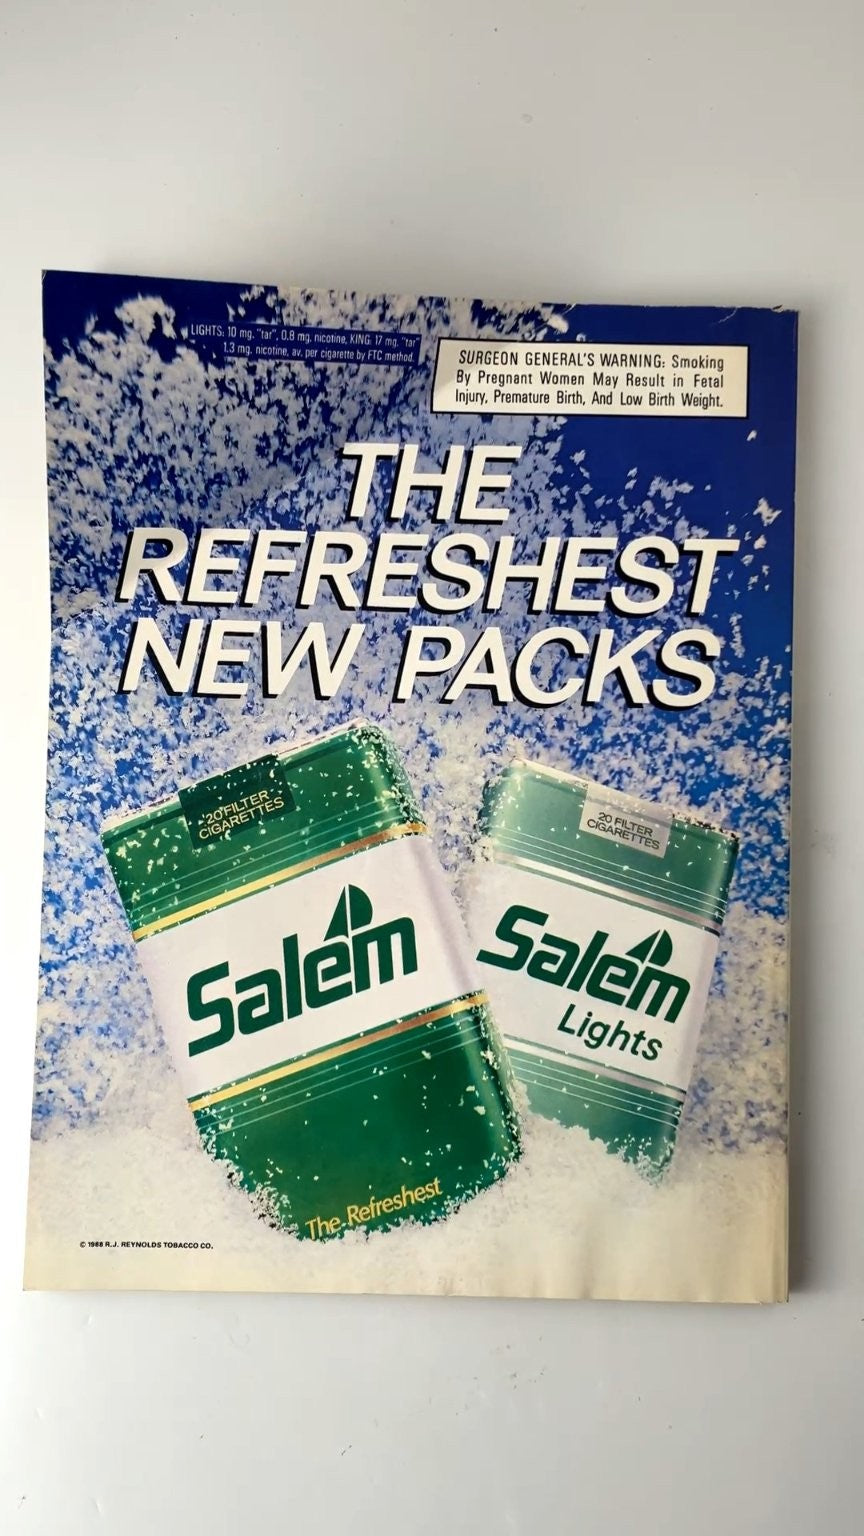 LIGHTS: 10 mg. "tar", 0.8 mg. nicotine, KING: 17 mg. "tar"
1.3 mg. nicotine, av. per cigarette by FTC method.
SURGEON GENERAL'S WARNING: Smoking
By Pregnant Women May Result in Fetal
Injury, Premature Birth, And Low Birth Weight.
THE
REFRESHEST
NEW PACKS
20 FILTER
CIGARETTES
Salem
The Refreshest
20 FILTER
CIGARETTES
Salem
Lights
© 1988 R.J. REYNOLDS TOBACCO CO.